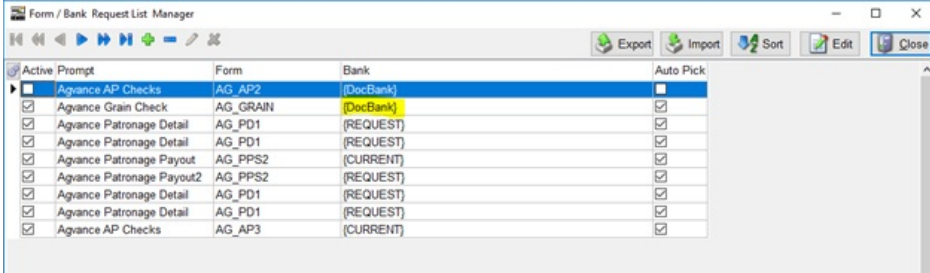 Form / Bank Request List Manager
Export Import Sort Edit Close
Active Prompt Form Bank Auto Pick
Agvance AP Checks AG_AP2 {DocBank}
Agvance Grain Check AG_GRAIN {DocBank}
Agvance Patronage Detail AG_PD1 {REQUEST}
Agvance Patronage Detail AG_PD1 {REQUEST}
Agvance Patronage Payout AG_PPS2 {CURRENT}
Agvance Patronage Payout2 AG_PPS2 {REQUEST}
Agvance Patronage Detail AG_PD1 {REQUEST}
Agvance Patronage Detail AG_PD1 {REQUEST}
Agvance AP Checks AG_AP3 {CURRENT}